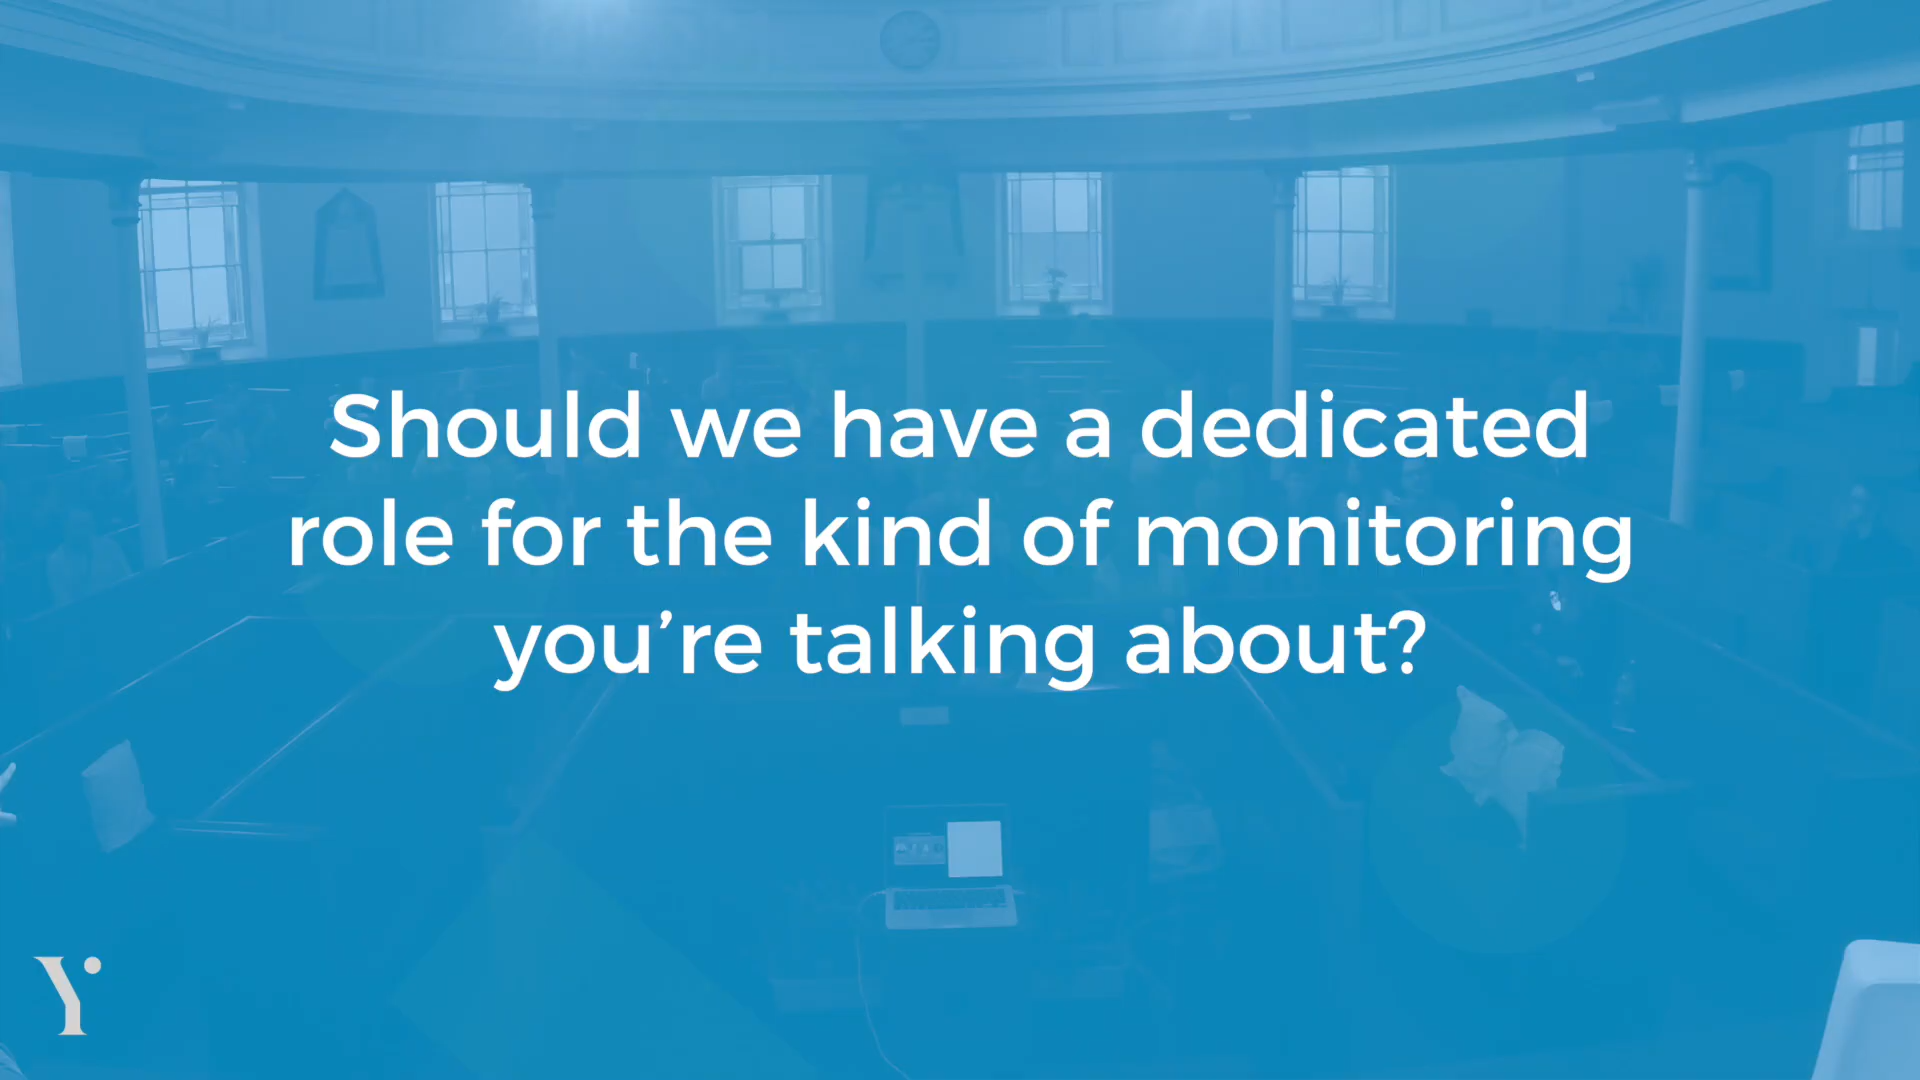 Should we have a dedicated
role for the kind of monitoring
you’re talking about?